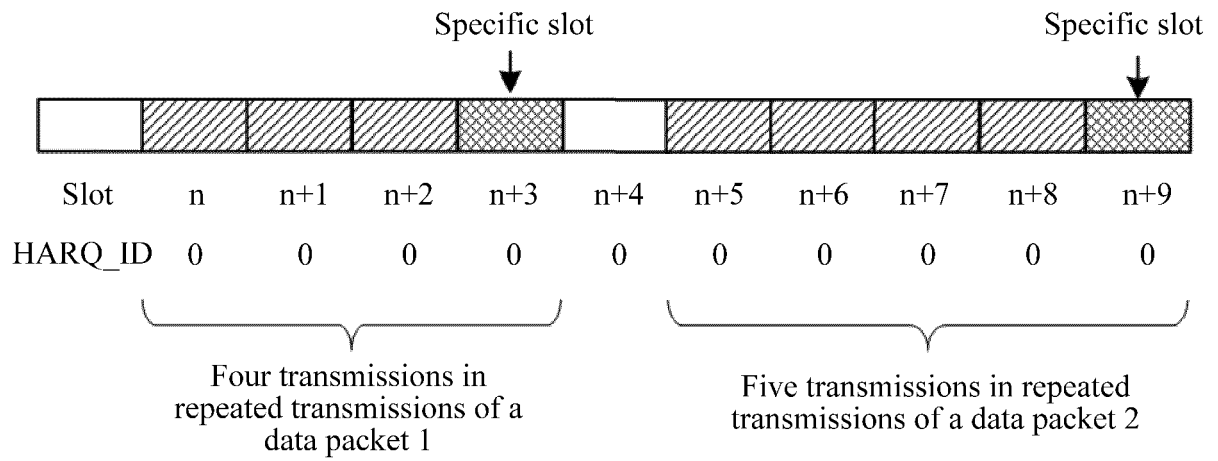 Specific slot Specific slot
Slot n n+1 n+2 n+3 n+4 n+5 n+6 n+7 n+8 n+9
HARQ_ID 0 0 0 0 0 0 0 0 0 0
Four transmissions in
repeated transmissions of a
data packet 1
Five transmissions in repeated
transmissions of a data packet 2